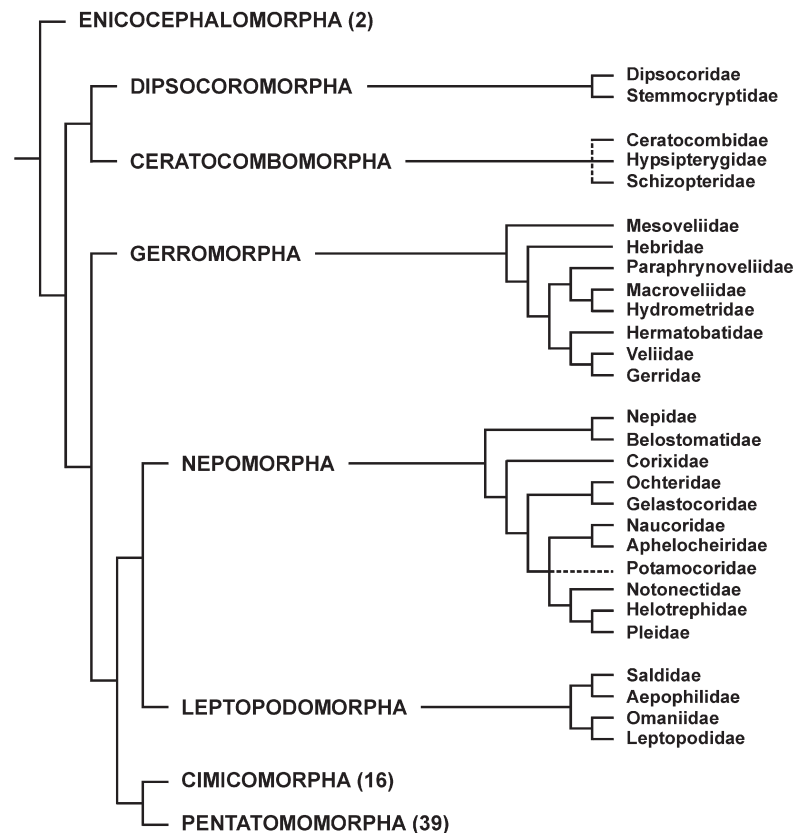 ENICOCEPHALOMORPHA (2)
DIPSOCOROMORPHA
Dipsocoridae
Stemmocryptidae
CERATOCOMBOMORPHA
Ceratocombidae
Hypsipterygidae
Schizopteridae
GERROMORPHA
Mesoveliidae
Hebridae
Paraphrynoveliidae
Macroveliidae
Hydrometridae
Hermatobatidae
Veliidae
Gerridae
NEPOMORPHA
Nepidae
Belostomatidae
Corixidae
Ochteridae
Gelastocoridae
Naucoridae
Aphelocheiridae
Potamocoridae
Notonectidae
Helotrephidae
Pleidae
LEPTOPODOMORPHA
Saldidae
Aepophilidae
Omaniidae
Leptopodidae
CIMICOMORPHA (16)
PENTATOMOMORPHA (39)